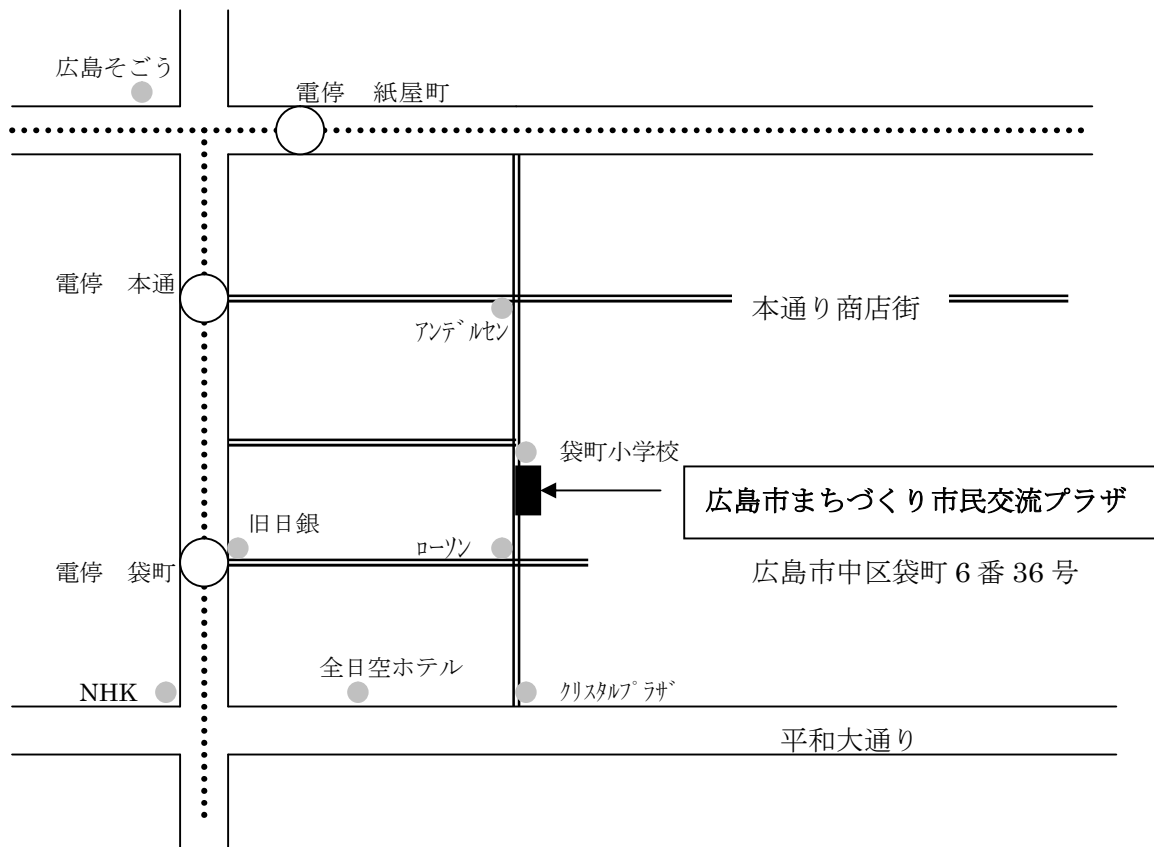 広島そごう
電停　紙屋町
電停　本通
本通り商店街
ｱﾝﾃﾞﾙｾﾝ
袋町小学校
広島市まちづくり市民交流プラザ
旧日銀
ﾛｰｿﾝ
電停　袋町
広島市中区袋町 6 番 36 号
全日空ホテル
NHK
ｸﾘｽﾀﾙﾌﾟﾗｻﾞ
平和大通り